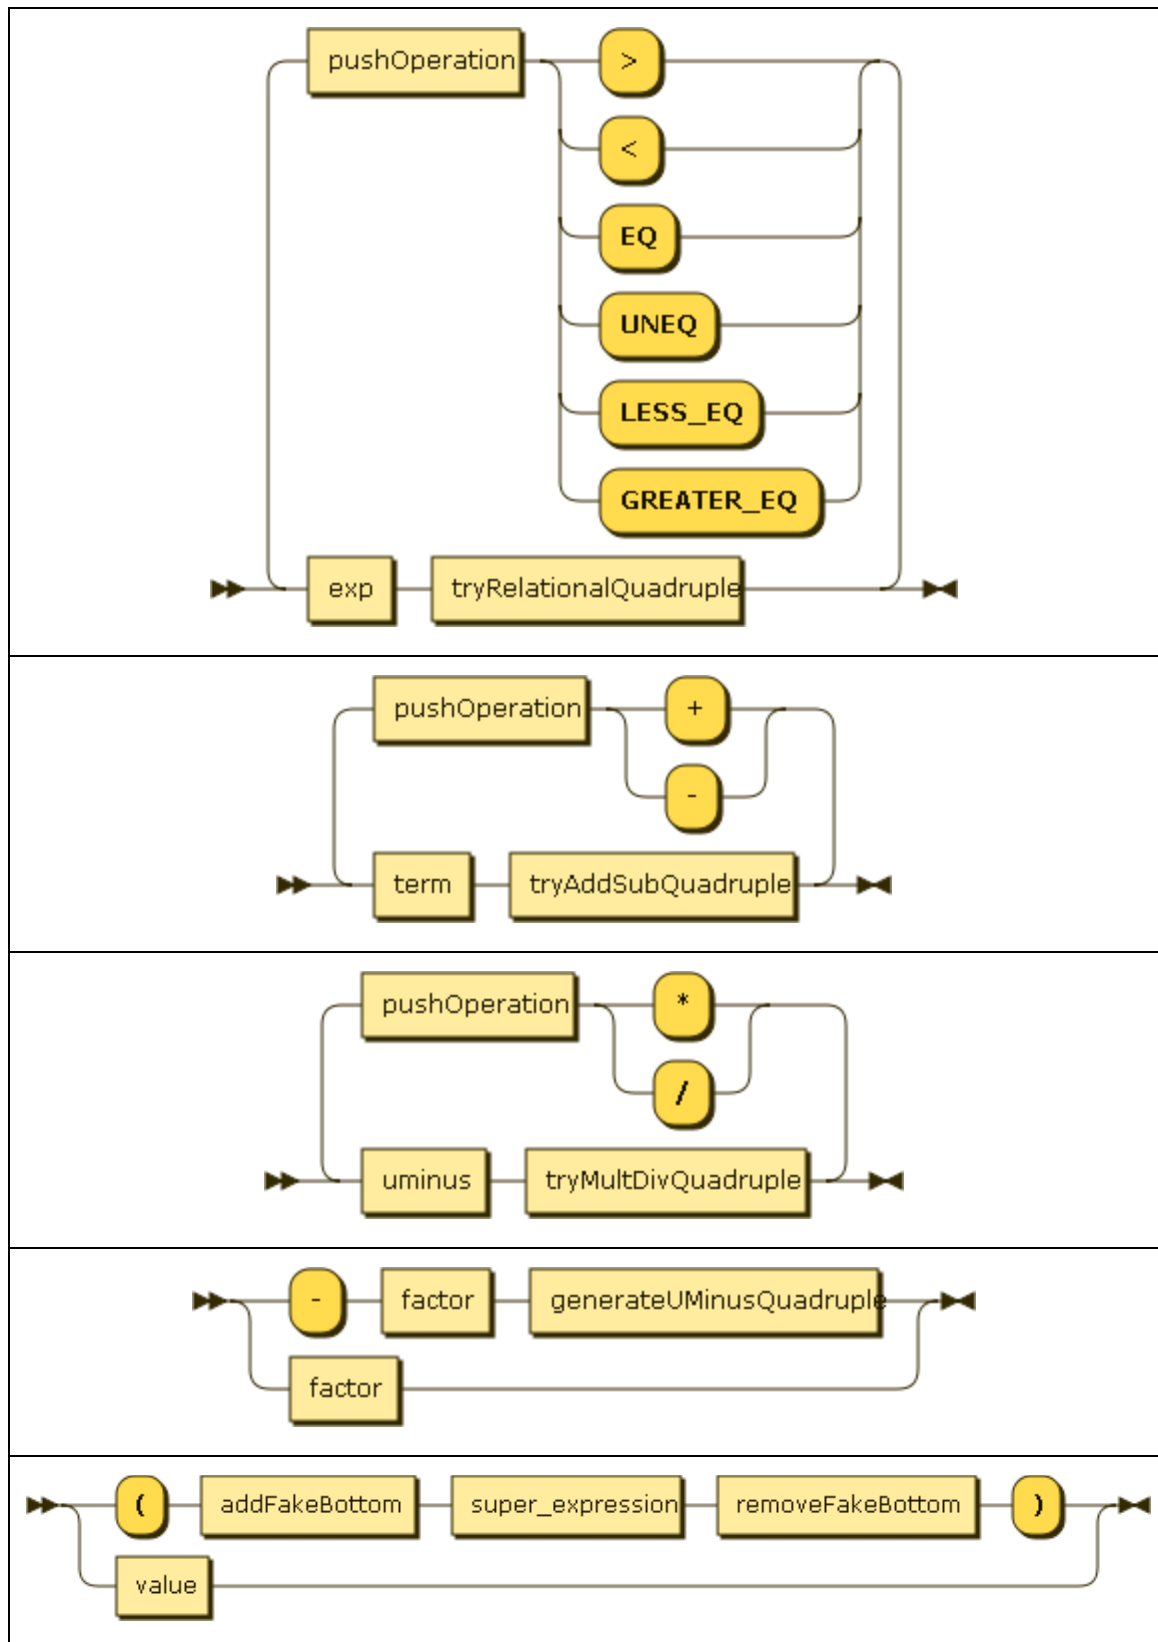 pushOperation >
<
EQ
UNEQ
LESS_EQ
GREATER_EQ
exp tryRelationalQuadruple
pushOperation +
-
term tryAddSubQuadruple
pushOperation *
/
uminus tryMultDivQuadruple
- factor generateUMinusQuadruple
factor
( addFakeBottom super_expression removeFakeBottom )
value